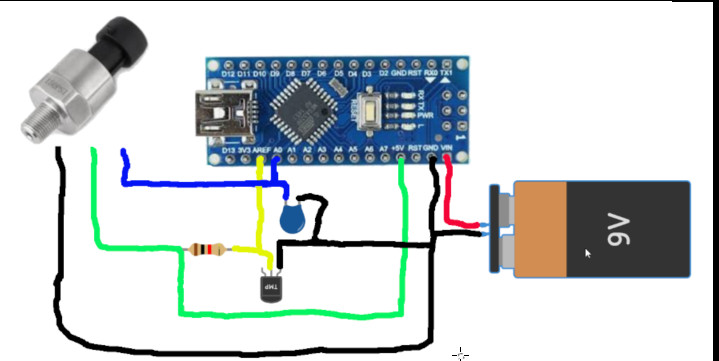 D12 D11 D10 D9 D8 D7 D6 D5 D4 D3 D2 GND RST RX0 TX1
RX
TX
PWR
L
RESET
1
D13 3V3 AREF A0 A1 A2 A3 A4 A5 A6 A7 +5V RST GND VIN
9V
TMP